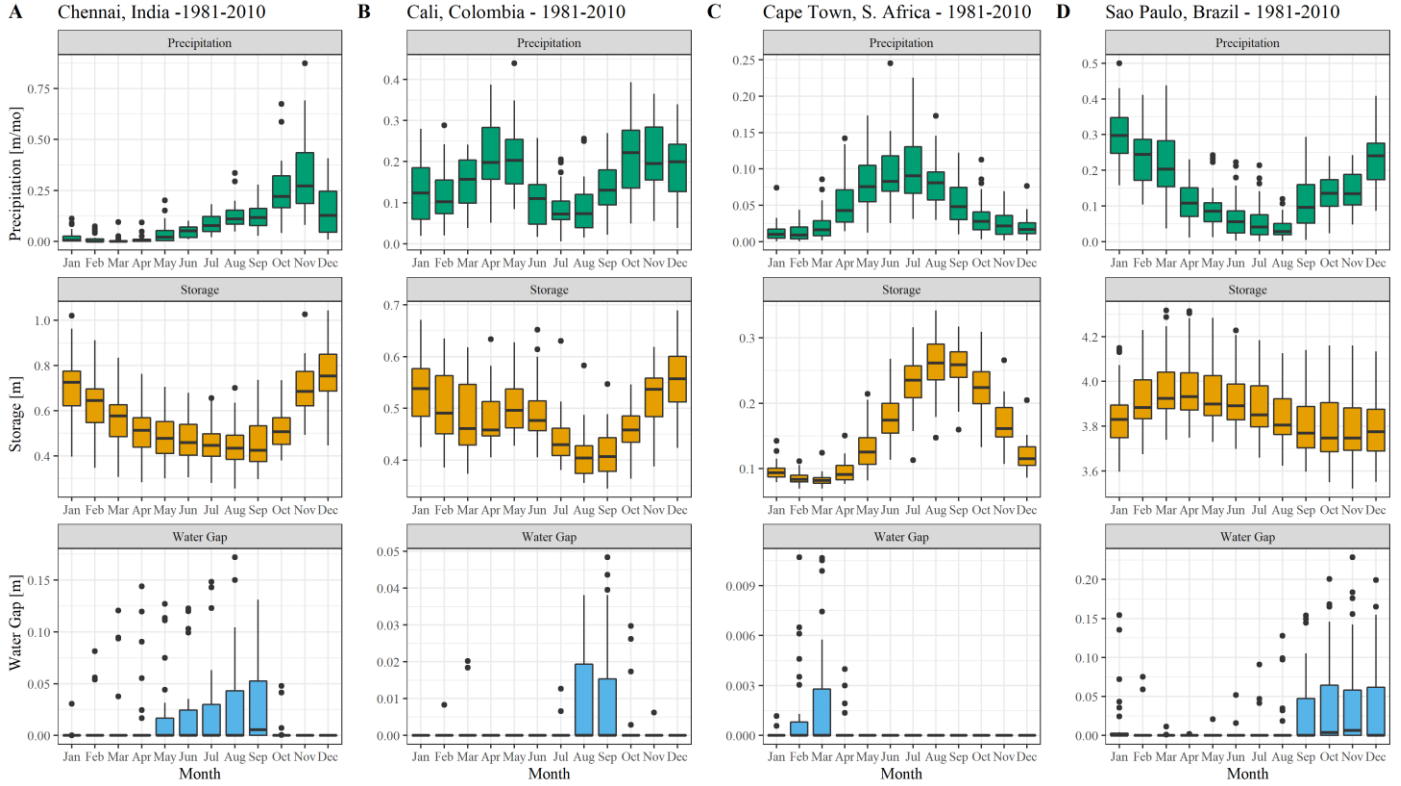 A Chennai, India -1981-2010
Precipitation
Precipitation [m/mo]
0.75
0.50
0.25
0.00
Jan Feb Mar Apr May Jun Jul Aug Sep Oct Nov Dec
Storage
Storage [m]
1.0
0.8
0.6
0.4
Jan Feb Mar Apr May Jun Jul Aug Sep Oct Nov Dec
Water Gap
Water Gap [m]
0.15
0.10
0.05
0.00
Jan Feb Mar Apr May Jun Jul Aug Sep Oct Nov Dec
Month
B Cali, Colombia - 1981-2010
Precipitation
0.4
0.3
0.2
0.1
0.0
Jan Feb Mar Apr May Jun Jul Aug Sep Oct Nov Dec
Storage
0.7
0.6
0.5
0.4
Jan Feb Mar Apr May Jun Jul Aug Sep Oct Nov Dec
Water Gap
0.05
0.04
0.03
0.02
0.01
0.00
Jan Feb Mar Apr May Jun Jul Aug Sep Oct Nov Dec
Month
C Cape Town, S. Africa - 1981-2010
Precipitation
0.25
0.20
0.15
0.10
0.05
0.00
Jan Feb Mar Apr May Jun Jul Aug Sep Oct Nov Dec
Storage
0.3
0.2
0.1
Jan Feb Mar Apr May Jun Jul Aug Sep Oct Nov Dec
Water Gap
0.009
0.006
0.003
0.000
Jan Feb Mar Apr May Jun Jul Aug Sep Oct Nov Dec
Month
D Sao Paulo, Brazil - 1981-2010
Precipitation
0.5
0.4
0.3
0.2
0.1
0.0
Jan Feb Mar Apr May Jun Jul Aug Sep Oct Nov Dec
Storage
4.2
4.0
3.8
3.6
Jan Feb Mar Apr May Jun Jul Aug Sep Oct Nov Dec
Water Gap
0.20
0.15
0.10
0.05
0.00
Jan Feb Mar Apr May Jun Jul Aug Sep Oct Nov Dec
Month